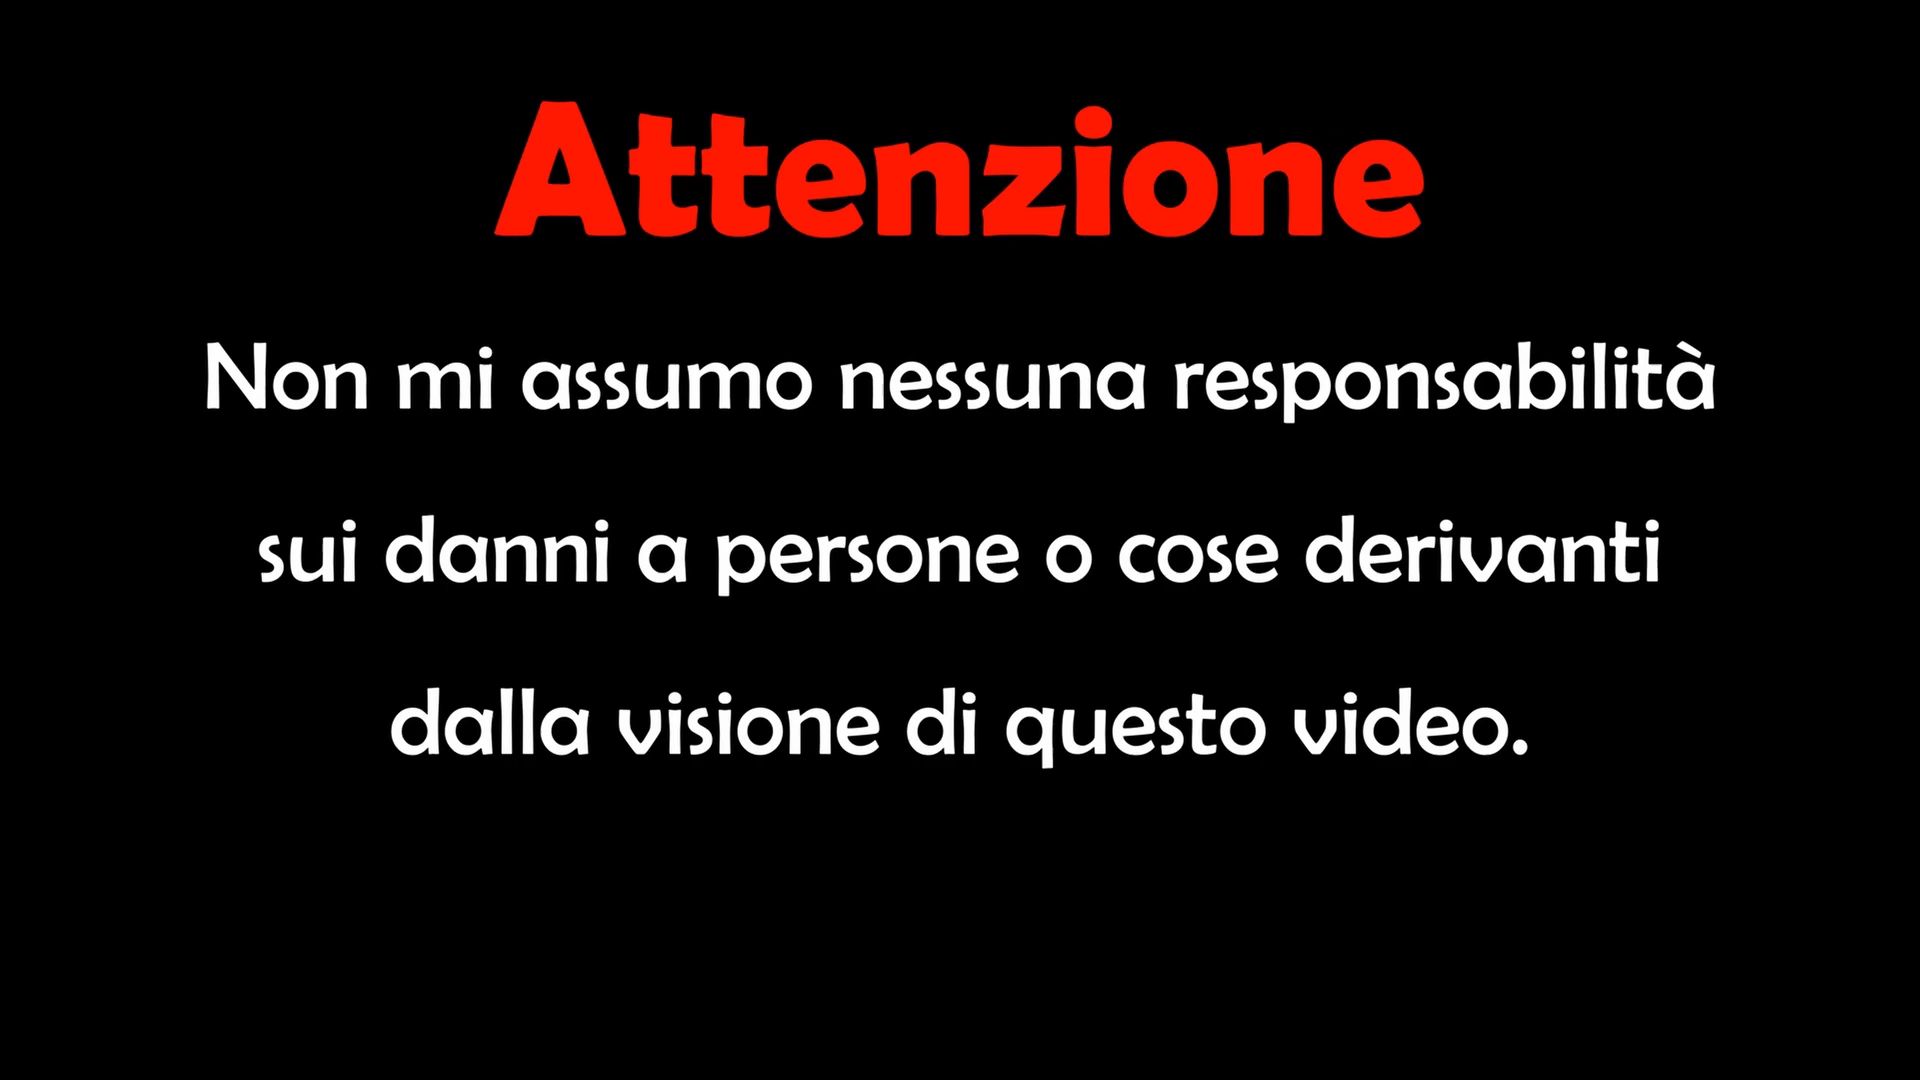 Attenzione
Non mi assumo nessuna responsabilità
sui danni a persone o cose derivanti
dalla visione di questo video.